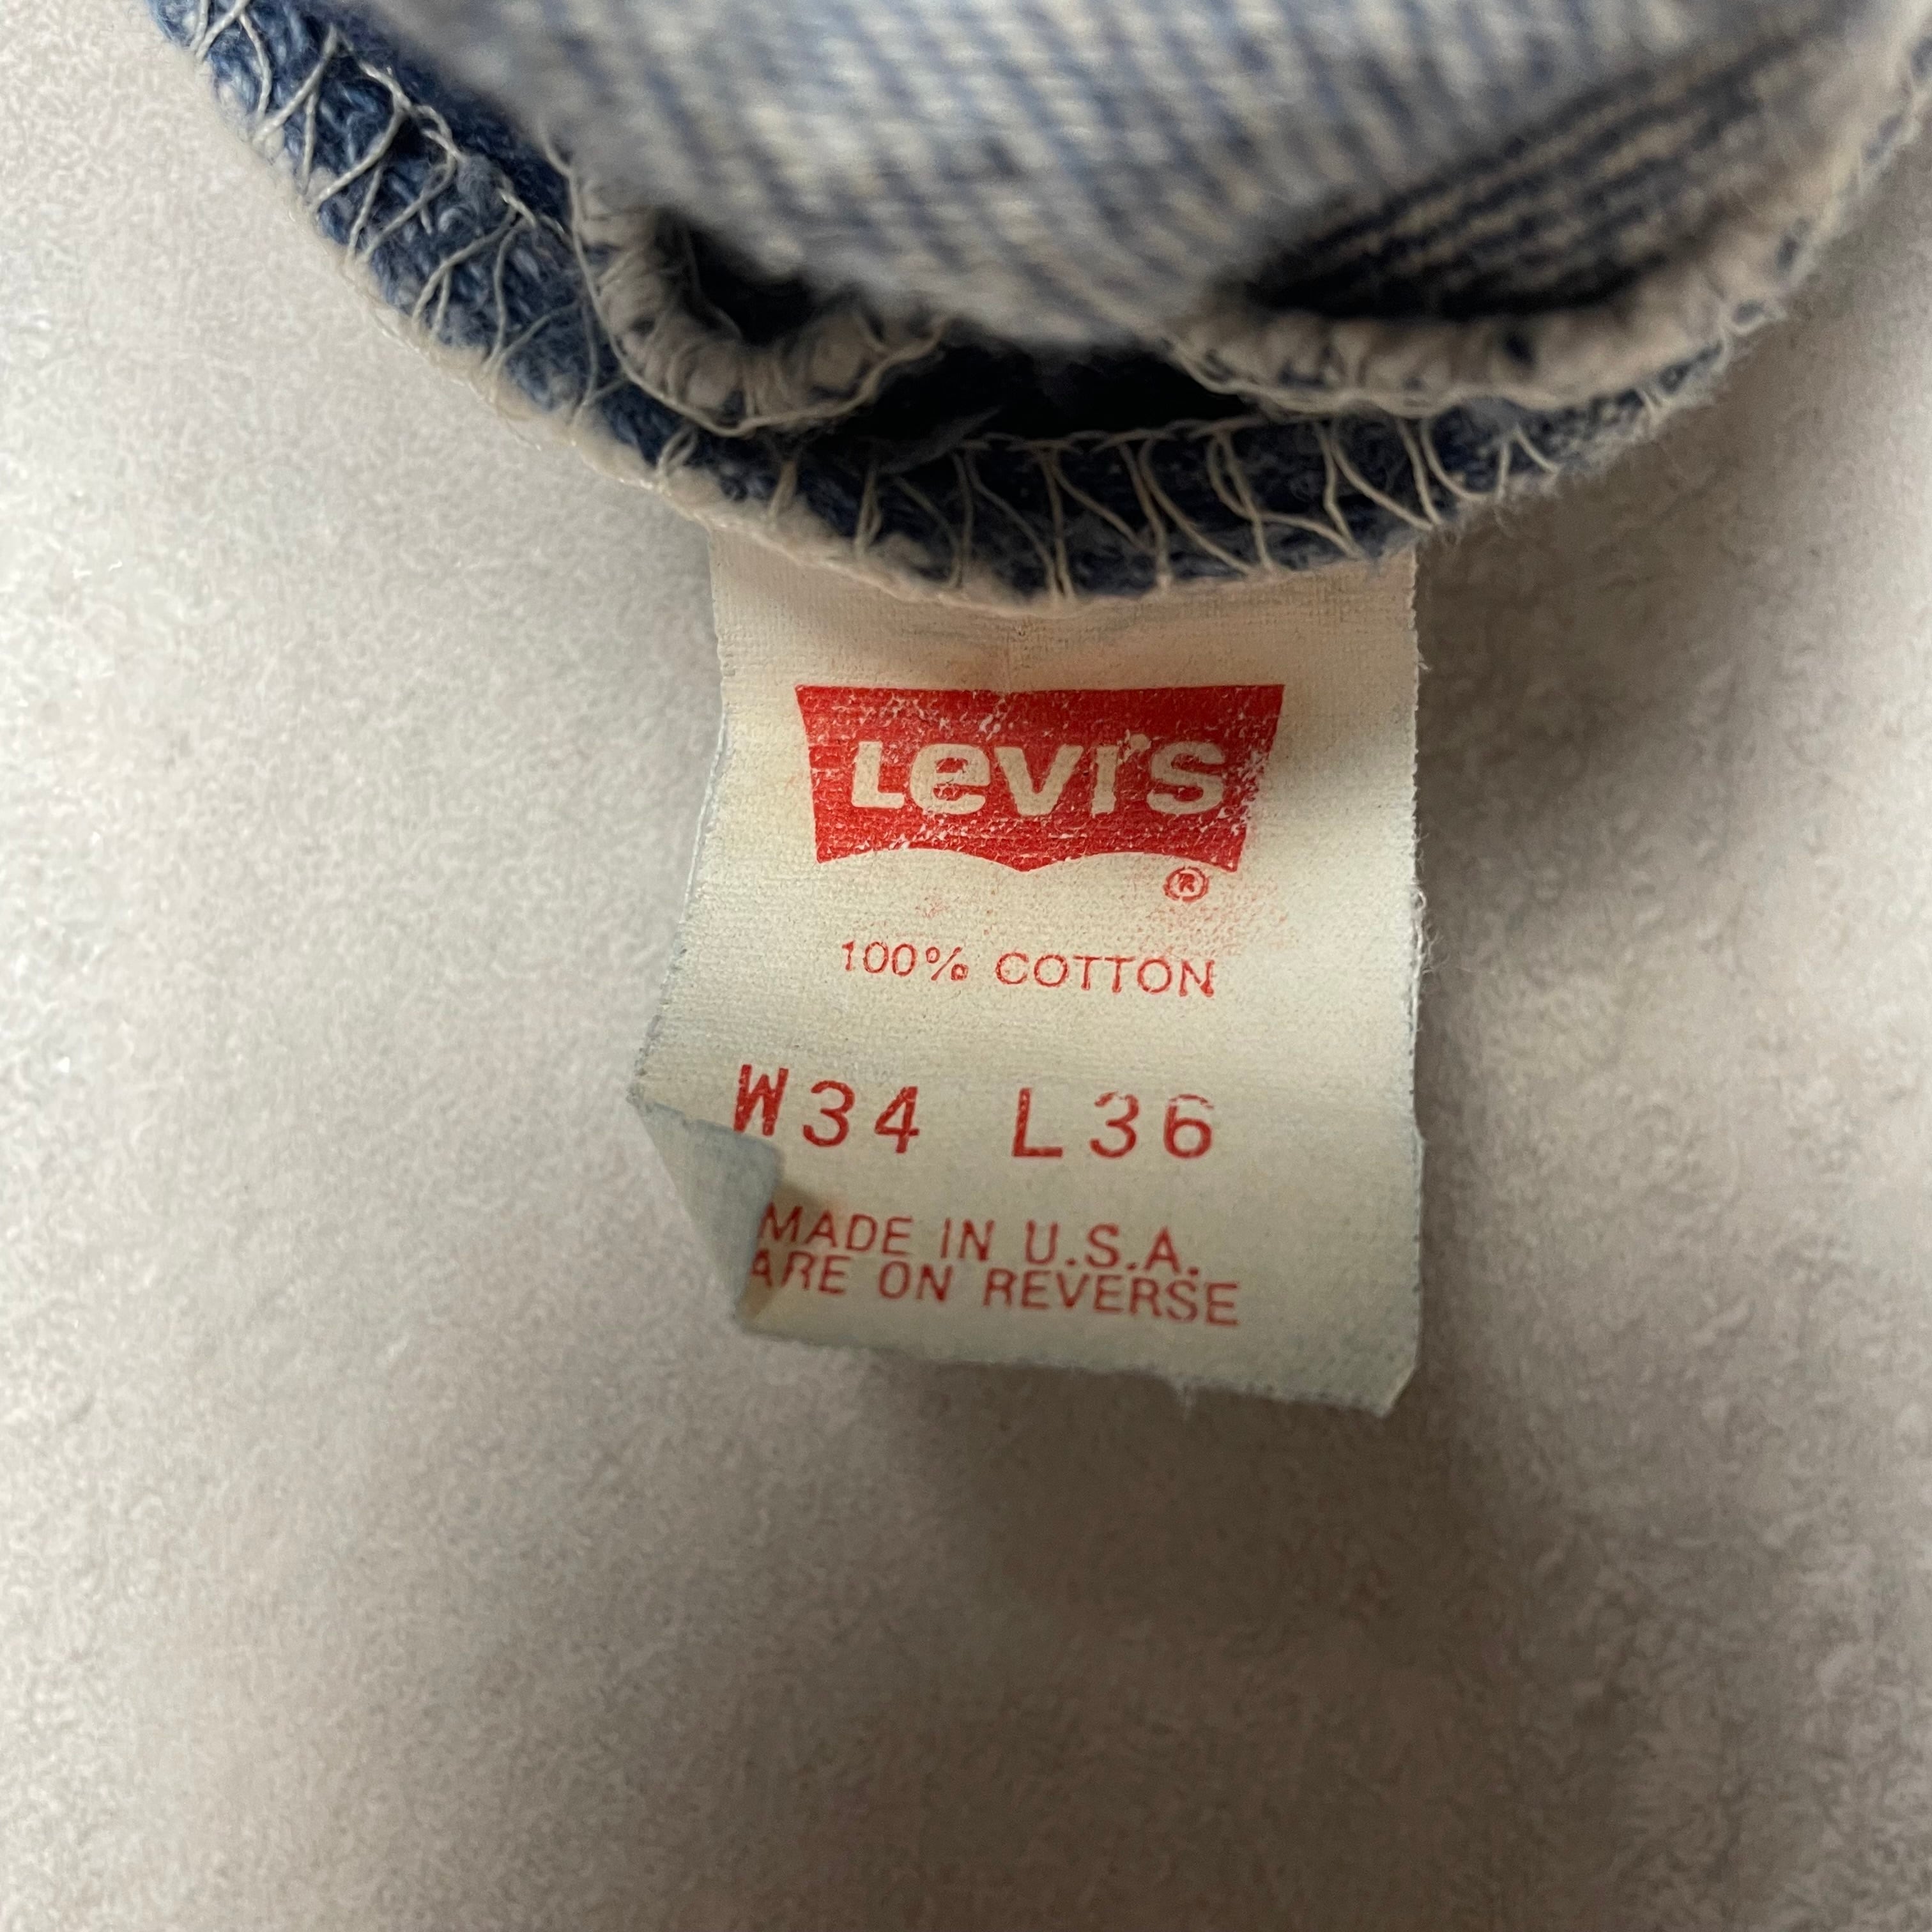 Levi's
®
100% COTTON
W34 L36
MADE IN U.S.A.
ARE ON REVERSE